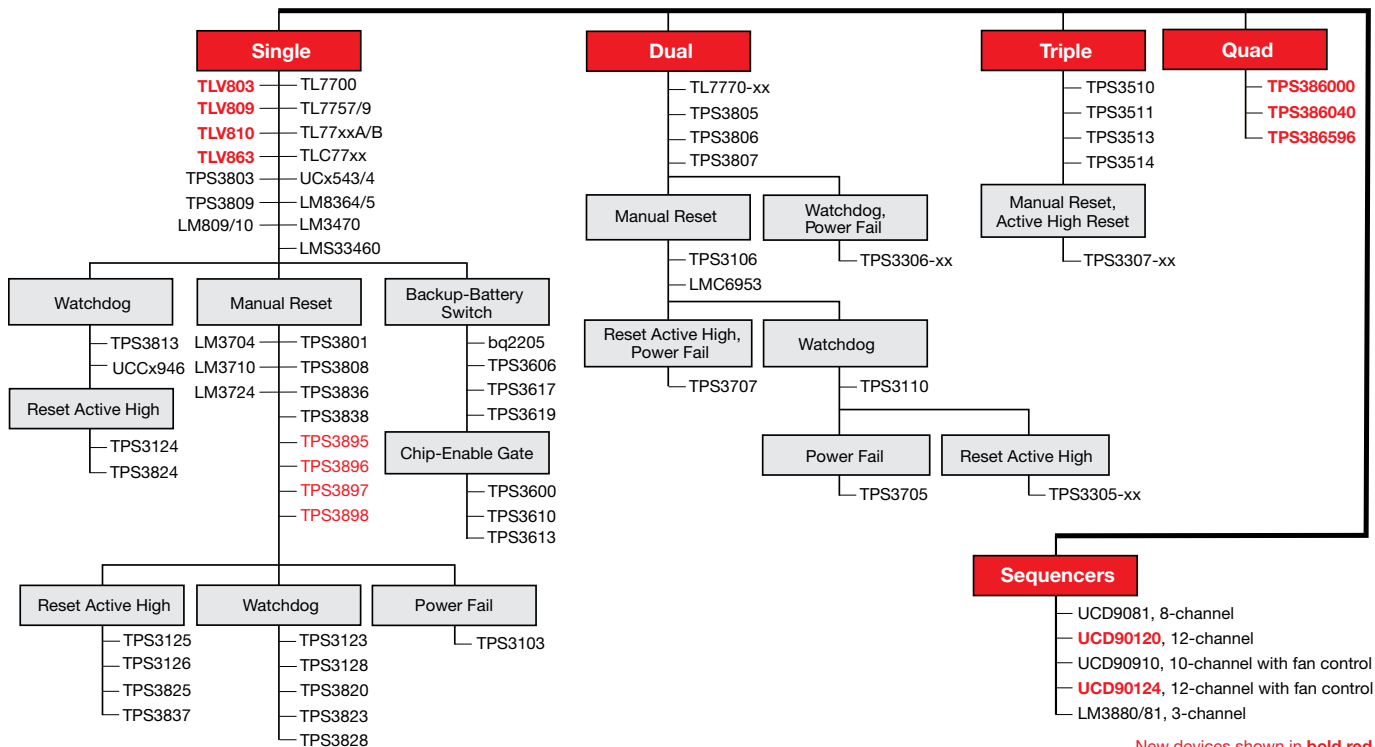 Single
TLV803
TL7700
TLV809
TL7757/9
TLV810
TL77xxA/B
TLV863
TLC77xx
TPS3803
UCx543/4
TPS3809
LM8364/5
LM809/10
LM3470
LMS33460
Watchdog
TPS3813
UCCx946
Reset Active High
TPS3124
TPS3824
Manual Reset
LM3704
TPS3801
LM3710
TPS3808
LM3724
TPS3836
TPS3838
TPS3895
TPS3896
TPS3897
TPS3898
Backup-Battery
Switch
bq2205
TPS3606
TPS3617
TPS3619
Chip-Enable Gate
TPS3600
TPS3610
TPS3613
Reset Active High
TPS3125
TPS3126
TPS3825
TPS3837
Watchdog
TPS3123
TPS3128
TPS3820
TPS3823
TPS3828
Power Fail
TPS3103
Dual
TL7770-xx
TPS3805
TPS3806
TPS3807
Manual Reset
TPS3106
LMC6953
Watchdog,
Power Fail
TPS3306-xx
Reset Active High,
Power Fail
TPS3707
Watchdog
TPS3110
Power Fail
TPS3705
Reset Active High
TPS3305-xx
Triple
TPS3510
TPS3511
TPS3513
TPS3514
Manual Reset,
Active High Reset
TPS3307-xx
Quad
TPS386000
TPS386040
TPS386596
Sequencers
UCD9081, 8-channel
UCD90120, 12-channel
UCD90910, 10-channel with fan control
UCD90124, 12-channel with fan control
LM3880/81, 3-channel
New devices shown in bold red